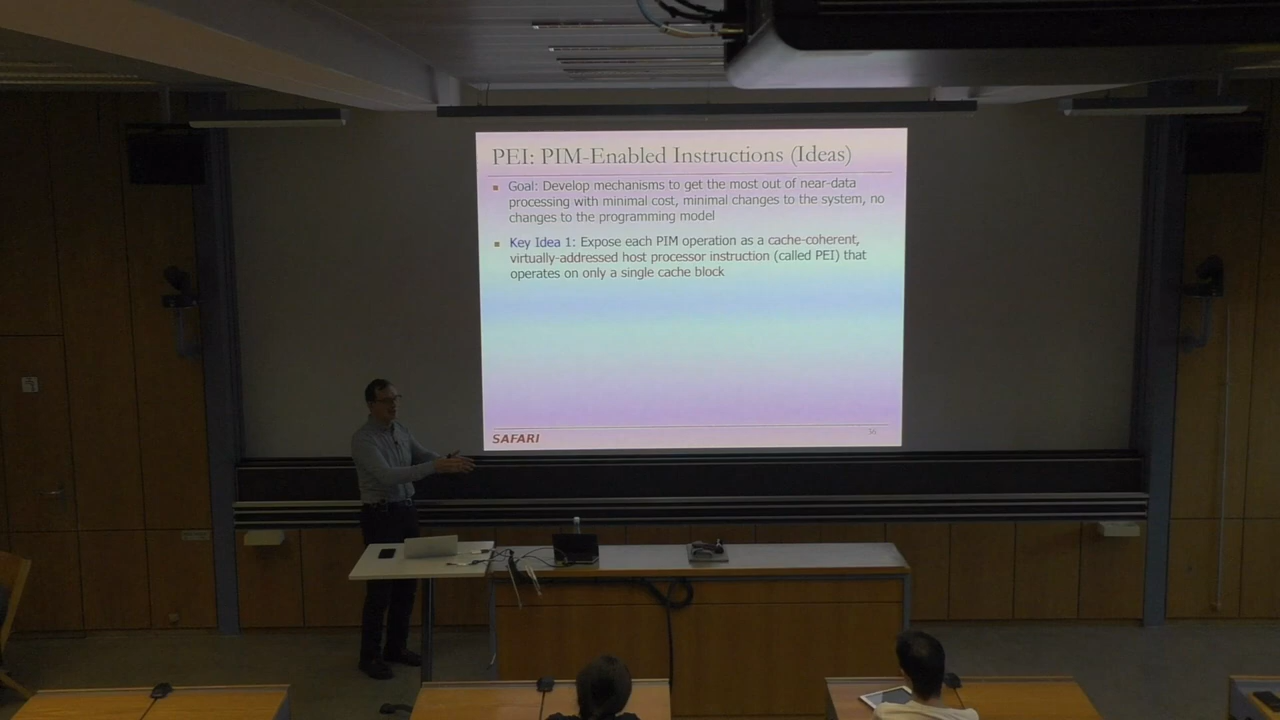 PEI: PIM-Enabled Instructions (Ideas)
Goal: Develop mechanisms to get the most out of near-data
processing with minimal cost, minimal changes to the system, no
changes to the programming model
Key Idea 1: Expose each PIM operation as a cache-coherent,
virtually-addressed host processor instruction (called PEI) that
operates on only a single cache block
SAFARI
56